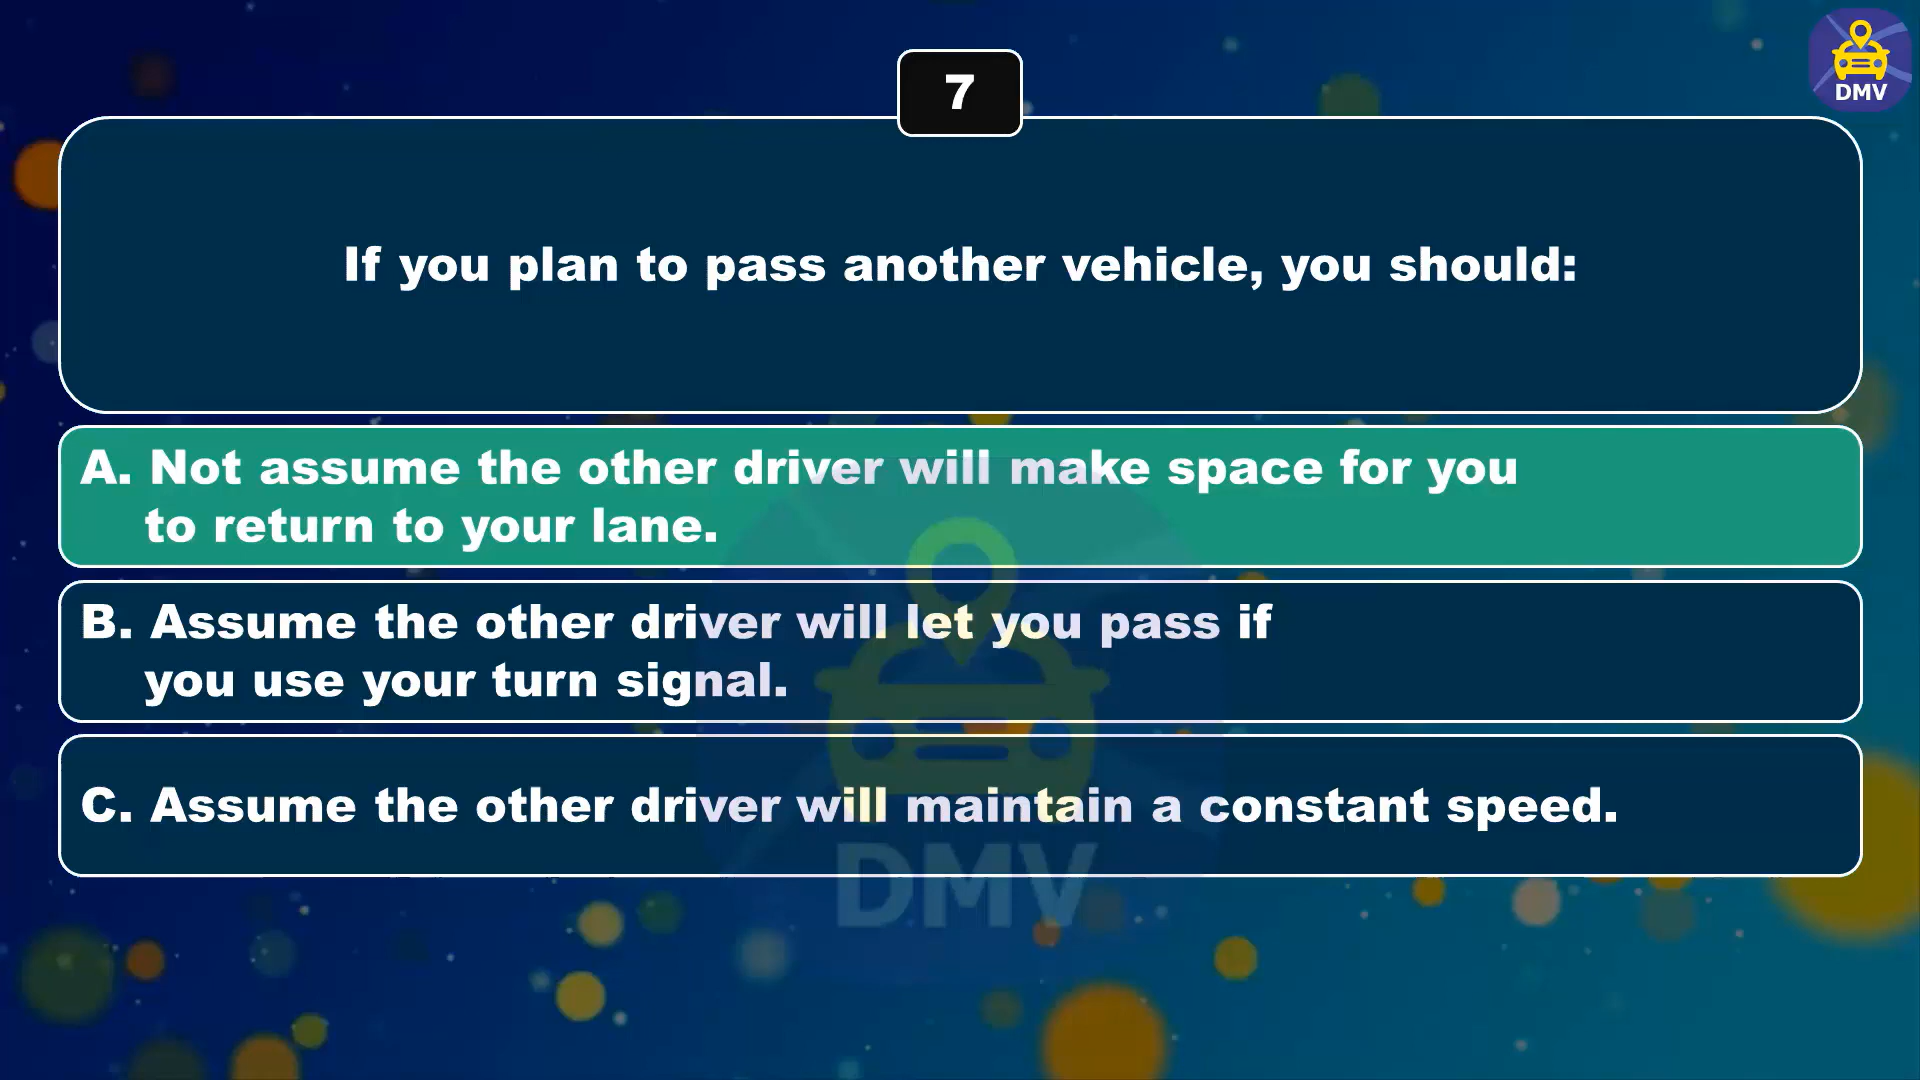 DMV
7
If you plan to pass another vehicle, you should:
A. Not assume the other driver will make space for you
to return to your lane.
B. Assume the other driver will let you pass if
you use your turn signal.
C. Assume the other driver will maintain a constant speed.
DMV